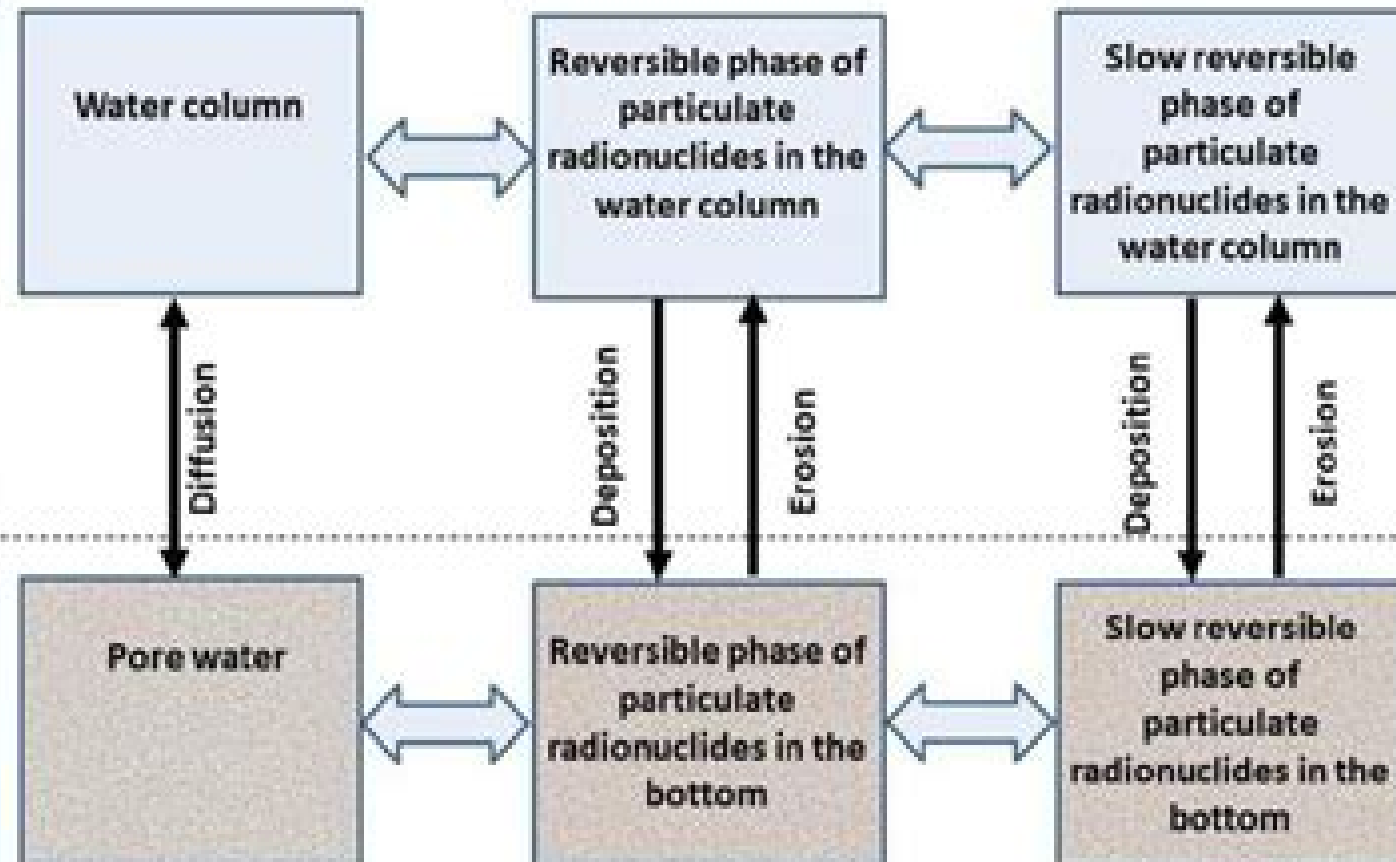 Water column
Reversible phase of
particulate
radionuclides in the
water column
Slow reversible
phase of
particulate
radionuclides in the
water column
Diffusion
Deposition
Erosion
Deposition
Erosion
Pore water
Reversible phase of
particulate
radionuclides in the
bottom
Slow reversible
phase of
particulate
radionuclides in the
bottom